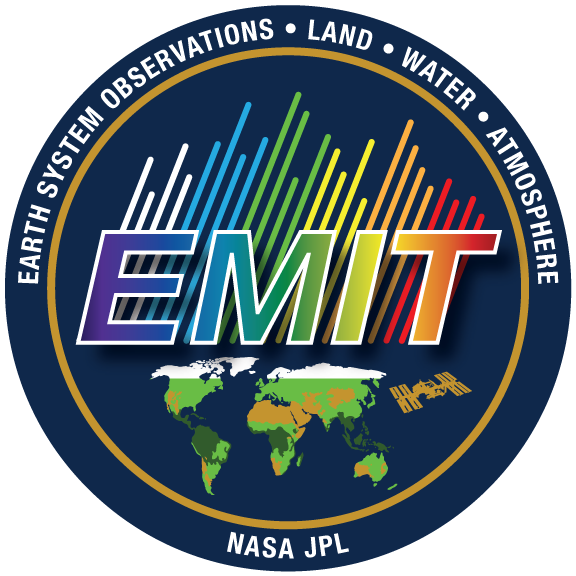 EARTH SYSTEM OBSERVATIONS • LAND • WATER • ATMOSPHERE
EMIT
NASA JPL